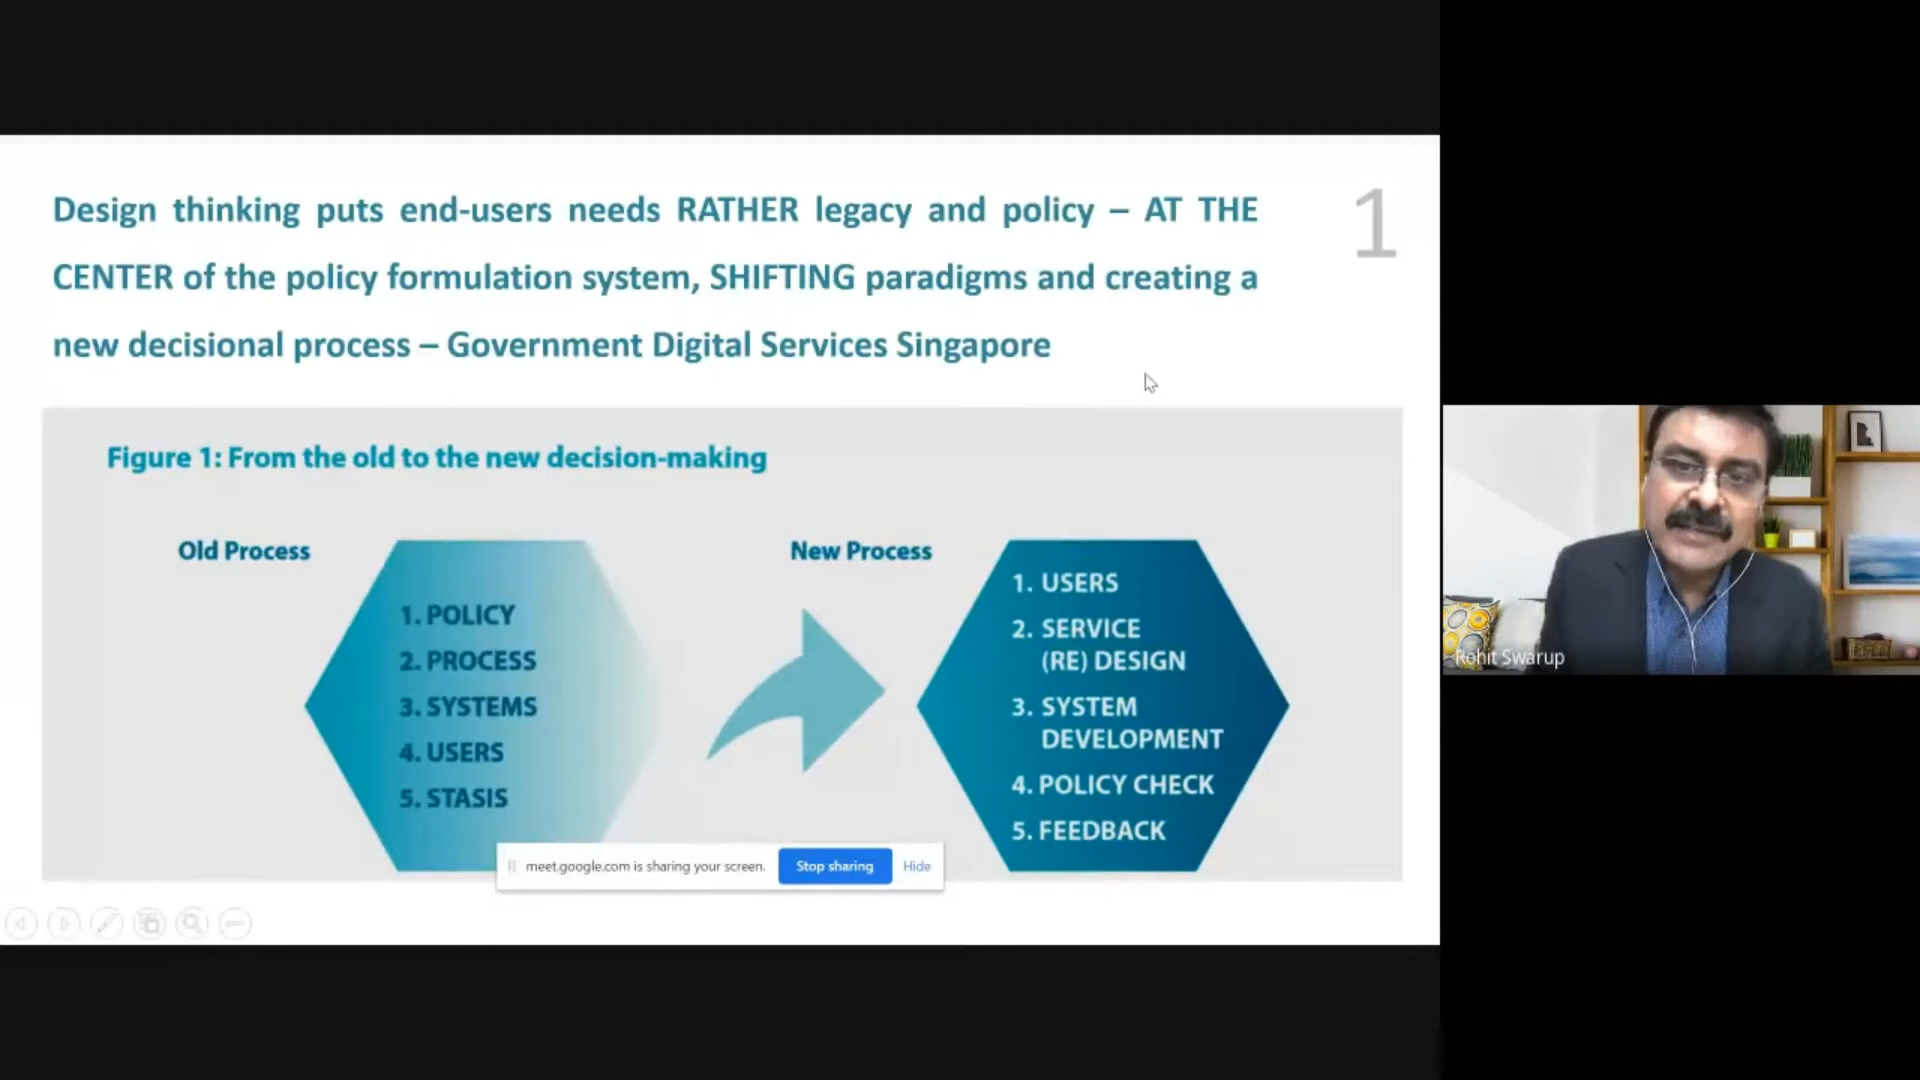 Design thinking puts end-users needs RATHER legacy and policy – AT THE
CENTER of the policy formulation system, SHIFTING paradigms and creating a
new decisional process – Government Digital Services Singapore
1
Figure 1: From the old to the new decision-making
Old Process
1. POLICY
2. PROCESS
3. SYSTEMS
4. USERS
5. STASIS
New Process
1. USERS
2. SERVICE
(RE) DESIGN
3. SYSTEM
DEVELOPMENT
4. POLICY CHECK
5. FEEDBACK
meet.google.com is sharing your screen. Stop sharing Hide
Rohit Swarup